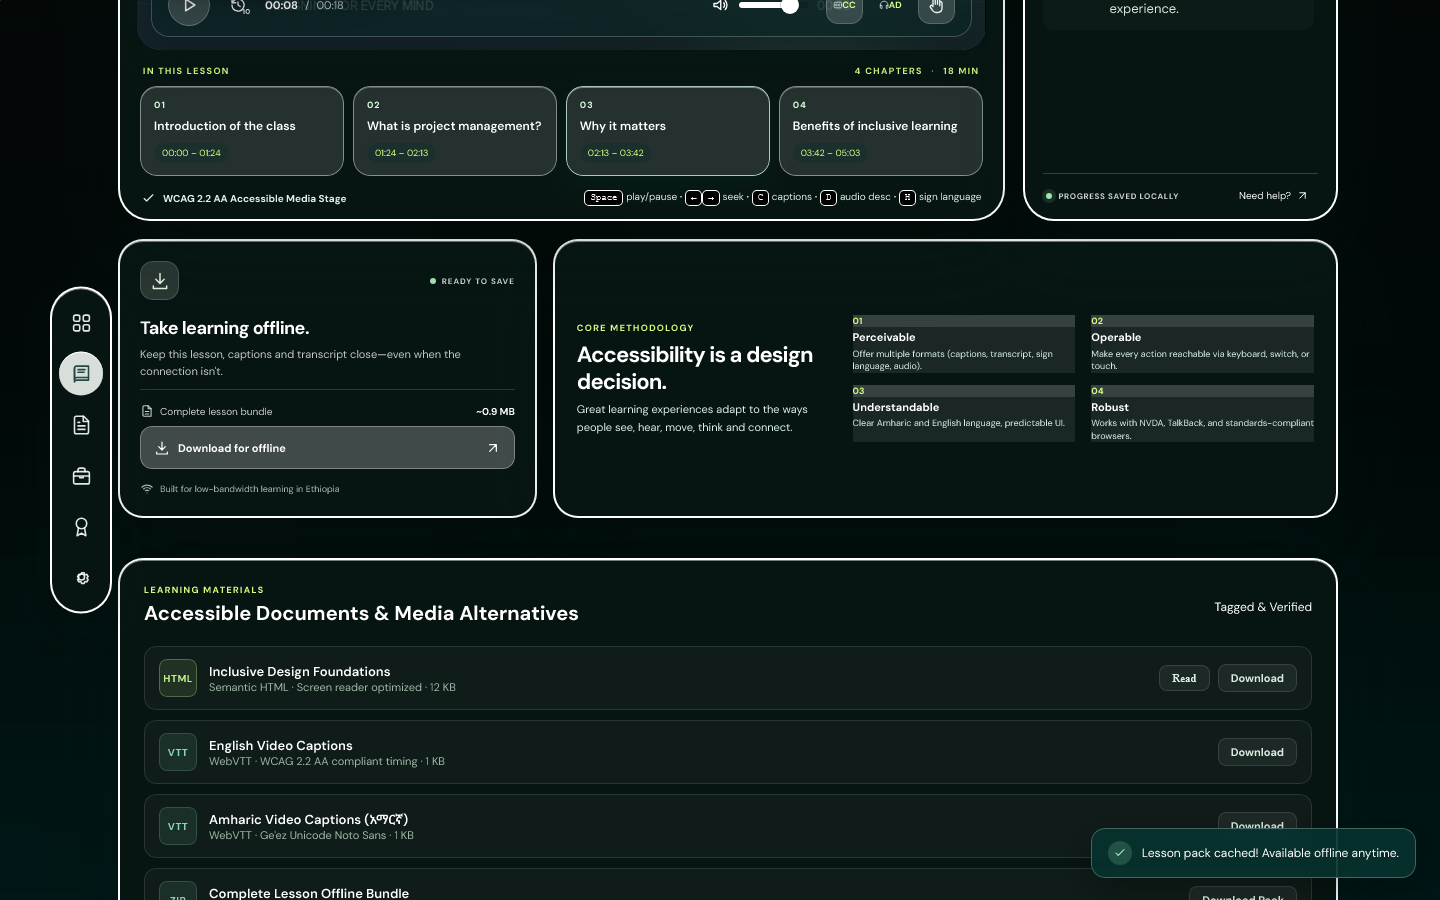 00:08 / 00:18
FOR EVERY MIND
10
CC
AD
experience.
IN THIS LESSON
4 CHAPTERS · 18 MIN
01
Introduction of the class
00:00 – 01:24
02
What is project management?
01:24 – 02:13
03
Why it matters
02:13 – 03:42
04
Benefits of inclusive learning
03:42 – 05:03
WCAG 2.2 AA Accessible Media Stage
Space play/pause · ← → seek · C captions · D audio desc · H sign language
PROGRESS SAVED LOCALLY
Need help?
READY TO SAVE
Take learning offline.
Keep this lesson, captions and transcript close—even when the
connection isn't.
Complete lesson bundle
~0.9 MB
Download for offline
Built for low-bandwidth learning in Ethiopia
CORE METHODOLOGY
Accessibility is a design
decision.
Great learning experiences adapt to the ways
people see, hear, move, think and connect.
01
Perceivable
Offer multiple formats (captions, transcript, sign
language, audio).
02
Operable
Make every action reachable via keyboard, switch, or
touch.
03
Understandable
Clear Amharic and English language, predictable UI.
04
Robust
Works with NVDA, TalkBack, and standards-compliant
browsers.
LEARNING MATERIALS
Accessible Documents & Media Alternatives
Tagged & Verified
HTML
Inclusive Design Foundations
Semantic HTML · Screen reader optimized · 12 KB
Read
Download
VTT
English Video Captions
WebVTT · WCAG 2.2 AA compliant timing · 1 KB
Download
VTT
Amharic Video Captions (አማርኛ)
WebVTT · Ge'ez Unicode Noto Sans · 1 KB
Download
Lesson pack cached! Available offline anytime.
ZIP
Complete Lesson Offline Bundle
Download Pack